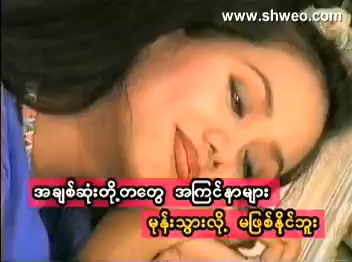 www.shweo.com
အချစ်ဆုံးတို့တတွေ အကြင်နာများ
မုန်းသွားလို့ မဖြစ်နိုင်ဘူး